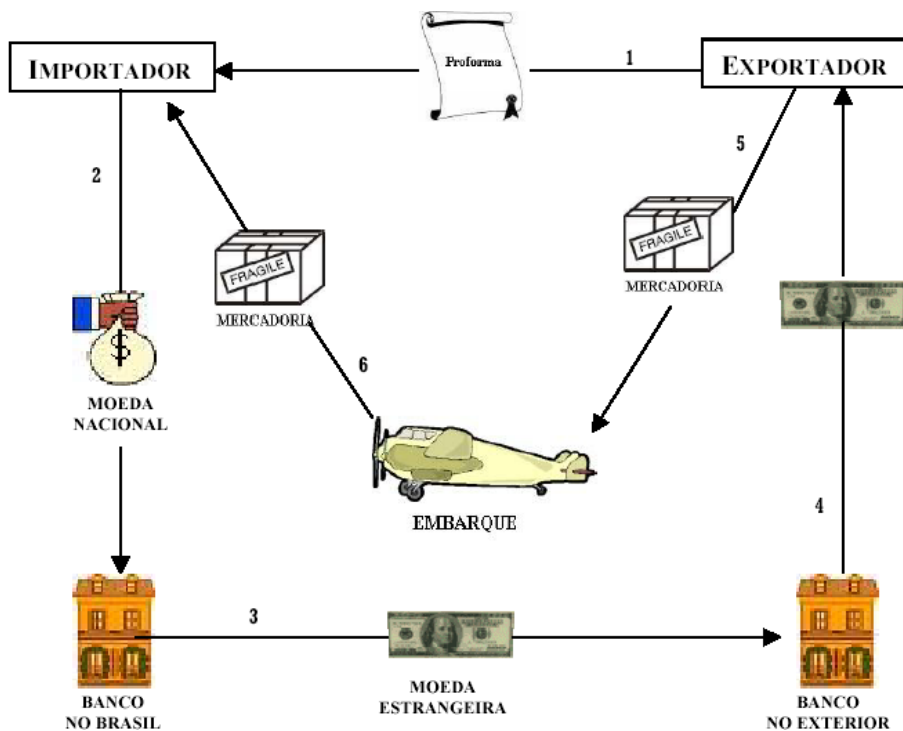 IMPORTADOR
Proforma
1
EXPORTADOR
2
5
FRAGILE
MERCADORIA
FRAGILE
MERCADORIA
$
MOEDA
NACIONAL
6
EMBARQUE
4
3
BANCO
NO BRASIL
MOEDA
ESTRANGEIRA
BANCO
NO EXTERIOR